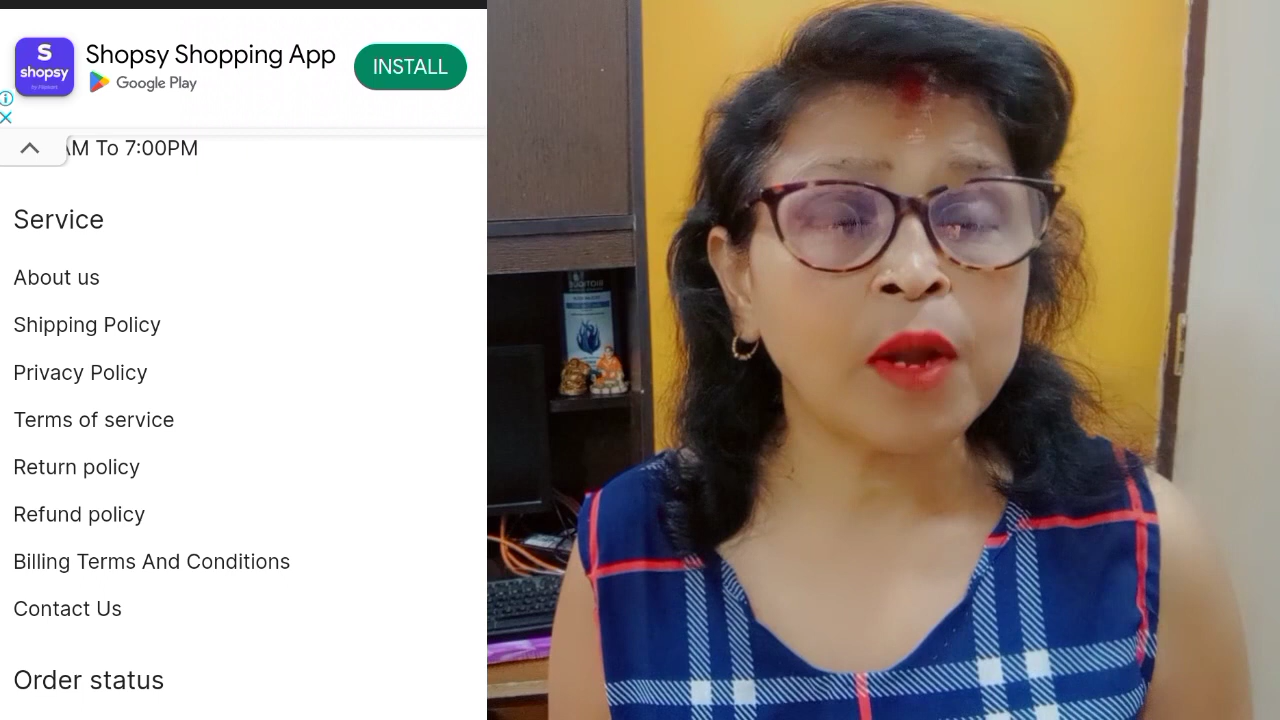 S
shopsy
Shopsy Shopping App
Google Play
INSTALL
AM To 7:00PM
Service
About us
Shipping Policy
Privacy Policy
Terms of service
Return policy
Refund policy
Billing Terms And Conditions
Contact Us
Order status